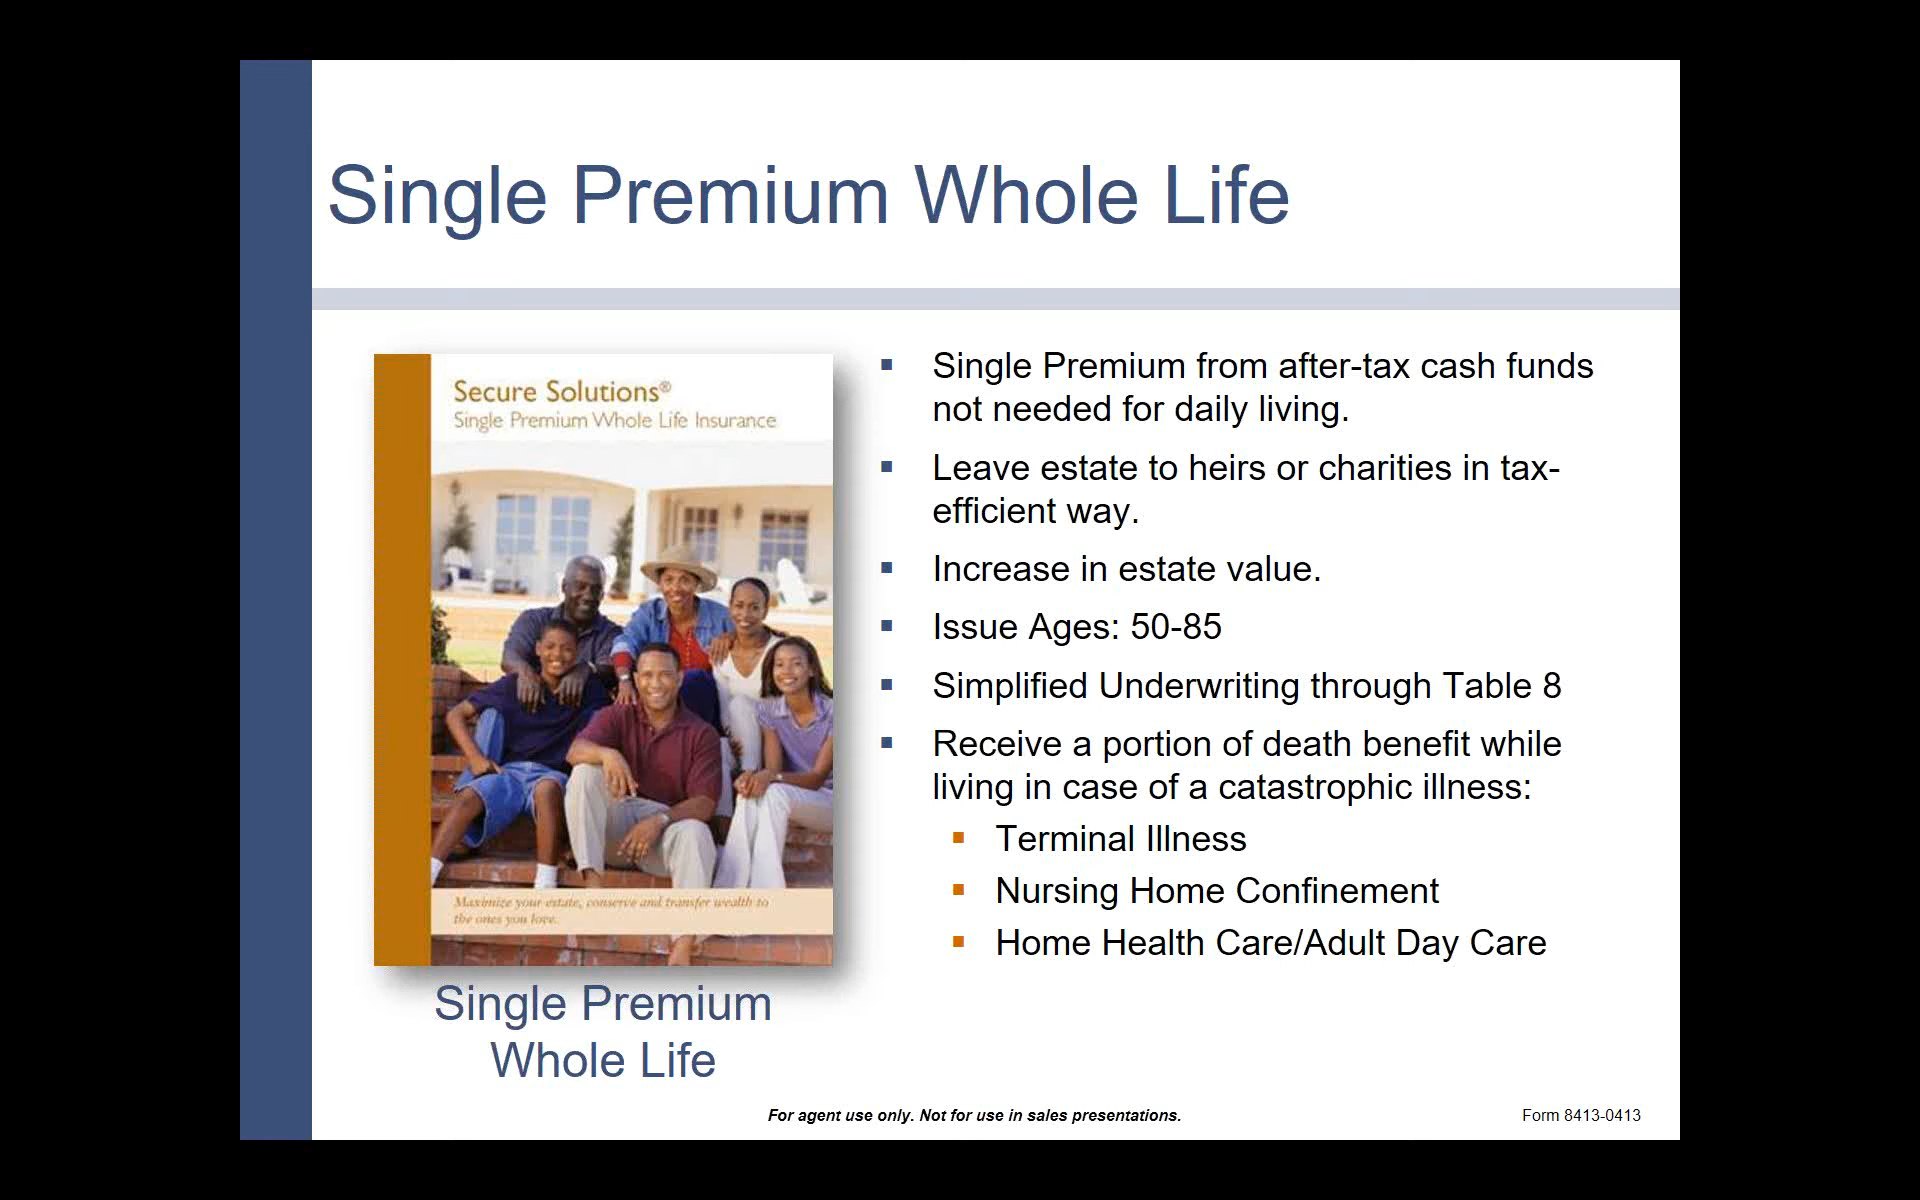 Single Premium Whole Life
Secure Solutions®
Single Premium Whole Life Insurance
Maximize your estate, conserve and transfer wealth to
the ones you love.
Single Premium
Whole Life
Single Premium from after-tax cash funds
not needed for daily living.
Leave estate to heirs or charities in tax-
efficient way.
Increase in estate value.
Issue Ages: 50-85
Simplified Underwriting through Table 8
Receive a portion of death benefit while
living in case of a catastrophic illness:
Terminal Illness
Nursing Home Confinement
Home Health Care/Adult Day Care
For agent use only. Not for use in sales presentations.
Form 8413-0413